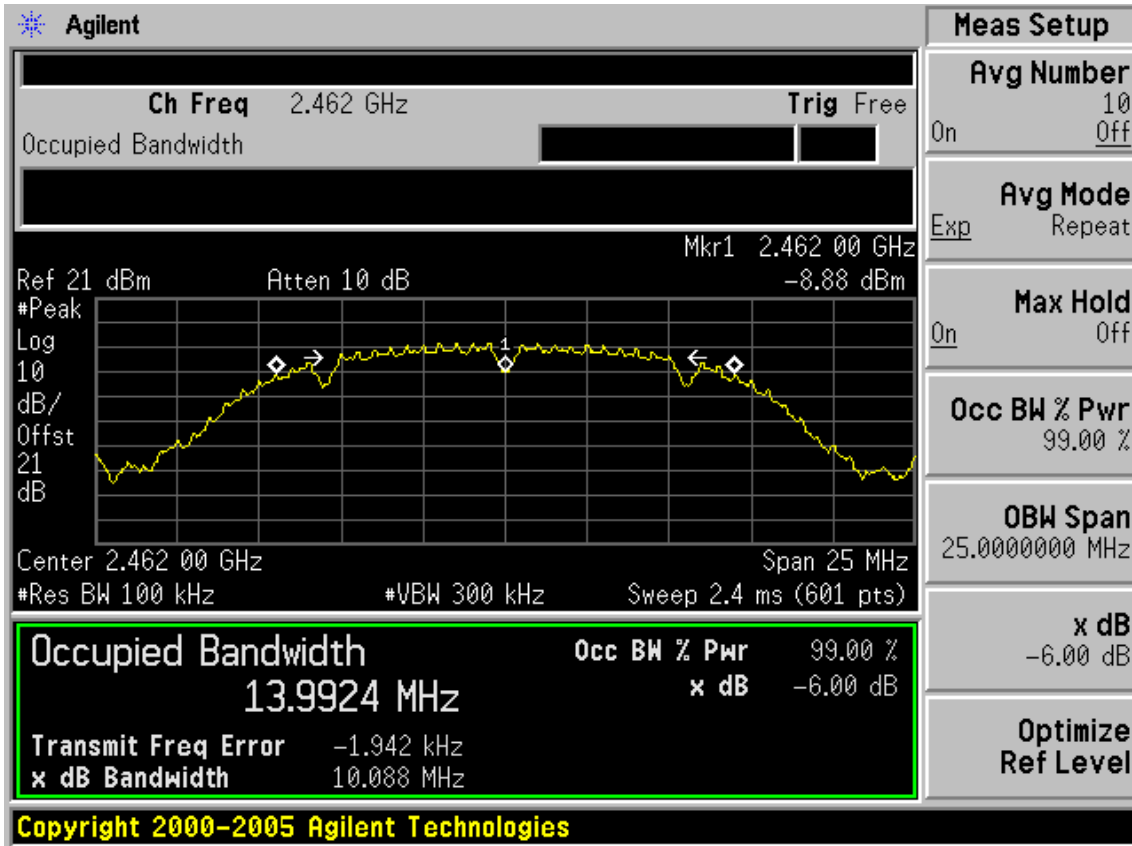 Agilent
Ch Freq 2.462 GHz Trig Free
Occupied Bandwidth
Mkr1 2.462 00 GHz
Ref 21 dBm Atten 10 dB -8.88 dBm
#Peak
Log
10
dB/
Offst
21
dB
1
Center 2.462 00 GHz Span 25 MHz
#Res BW 100 kHz #VBW 300 kHz Sweep 2.4 ms (601 pts)
Occupied Bandwidth
13.9924 MHz
Occ BW % Pwr 99.00 %
x dB -6.00 dB
Transmit Freq Error -1.942 kHz
x dB Bandwidth 10.088 MHz
Meas Setup
Avg Number
10
On Off
Avg Mode
Exp Repeat
Max Hold
On Off
Occ BW % Pwr
99.00 %
OBW Span
25.0000000 MHz
x dB
-6.00 dB
Optimize
Ref Level
Copyright 2000-2005 Agilent Technologies